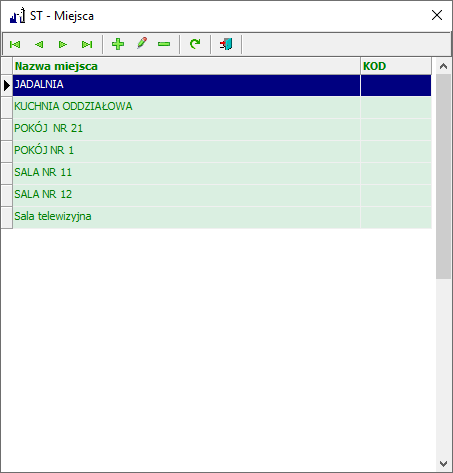 ST - Miejsca
Nazwa miejsca KOD
JADALNIA
KUCHNIA ODDZIAŁOWA
POKÓJ  NR 21
POKÓJ NR 1
SALA NR 11
SALA NR 12
Sala telewizyjna